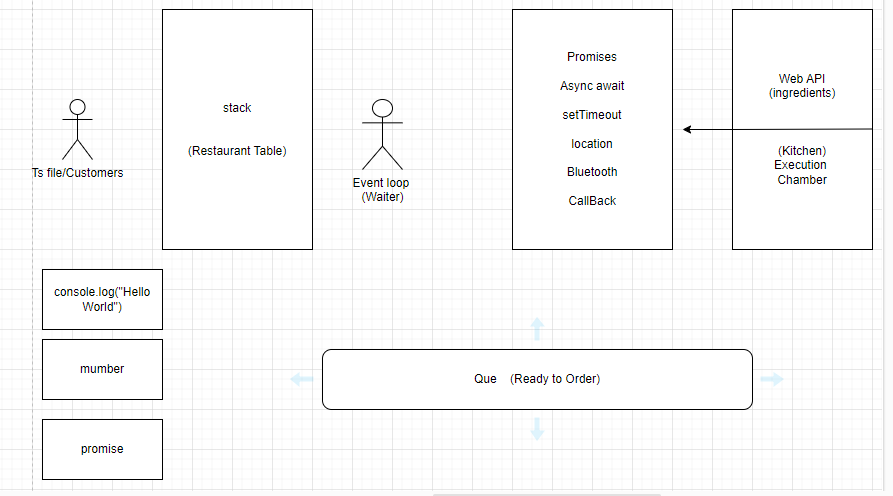 Ts file/Customers
stack
(Restaurant Table)
Event loop
(Waiter)
Promises
Async await
setTimeout
location
Bluetooth
CallBack
Web API
(ingredients)
(Kitchen)
Execution
Chamber
console.log("Hello
World")
mumber
promise
Que (Ready to Order)